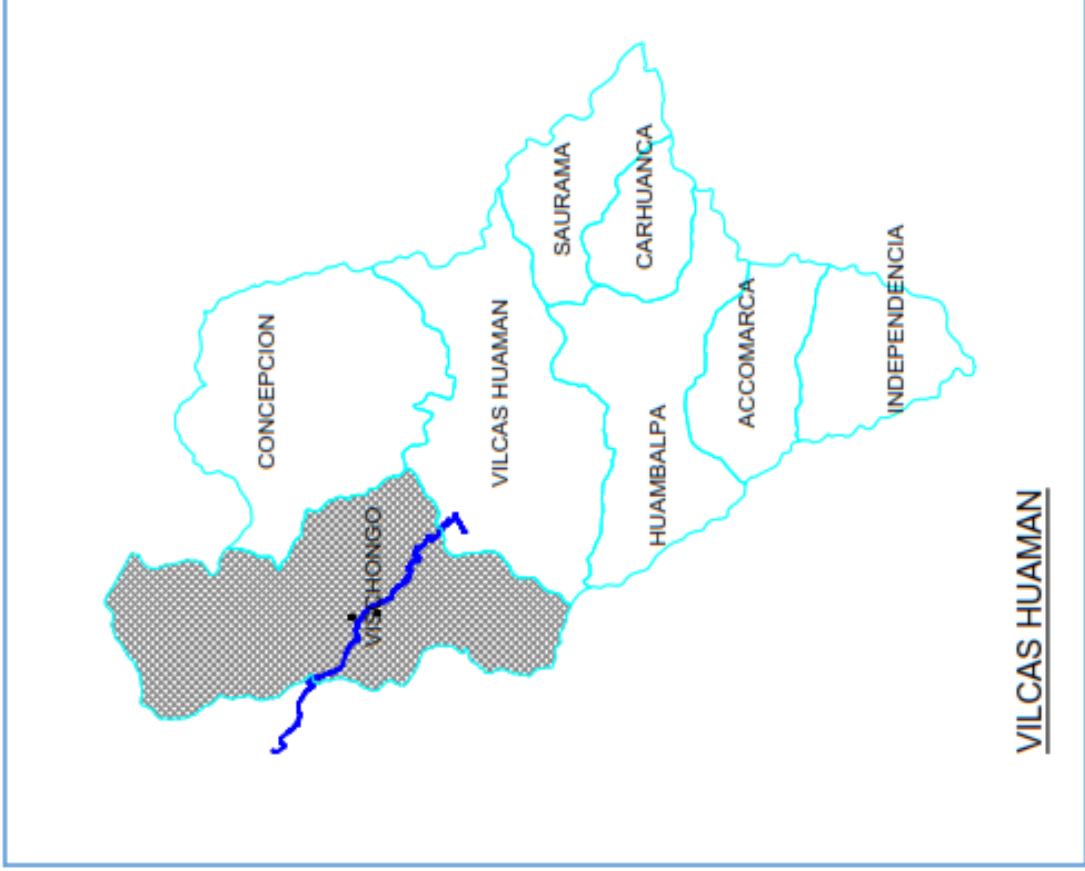 CONCEPCION
VISCHONGO
VILCAS HUAMAN
SAURAMA
CARHUANCA
HUAMBALPA
ACCOMARCA
INDEPENDENCIA
VILCAS HUAMAN